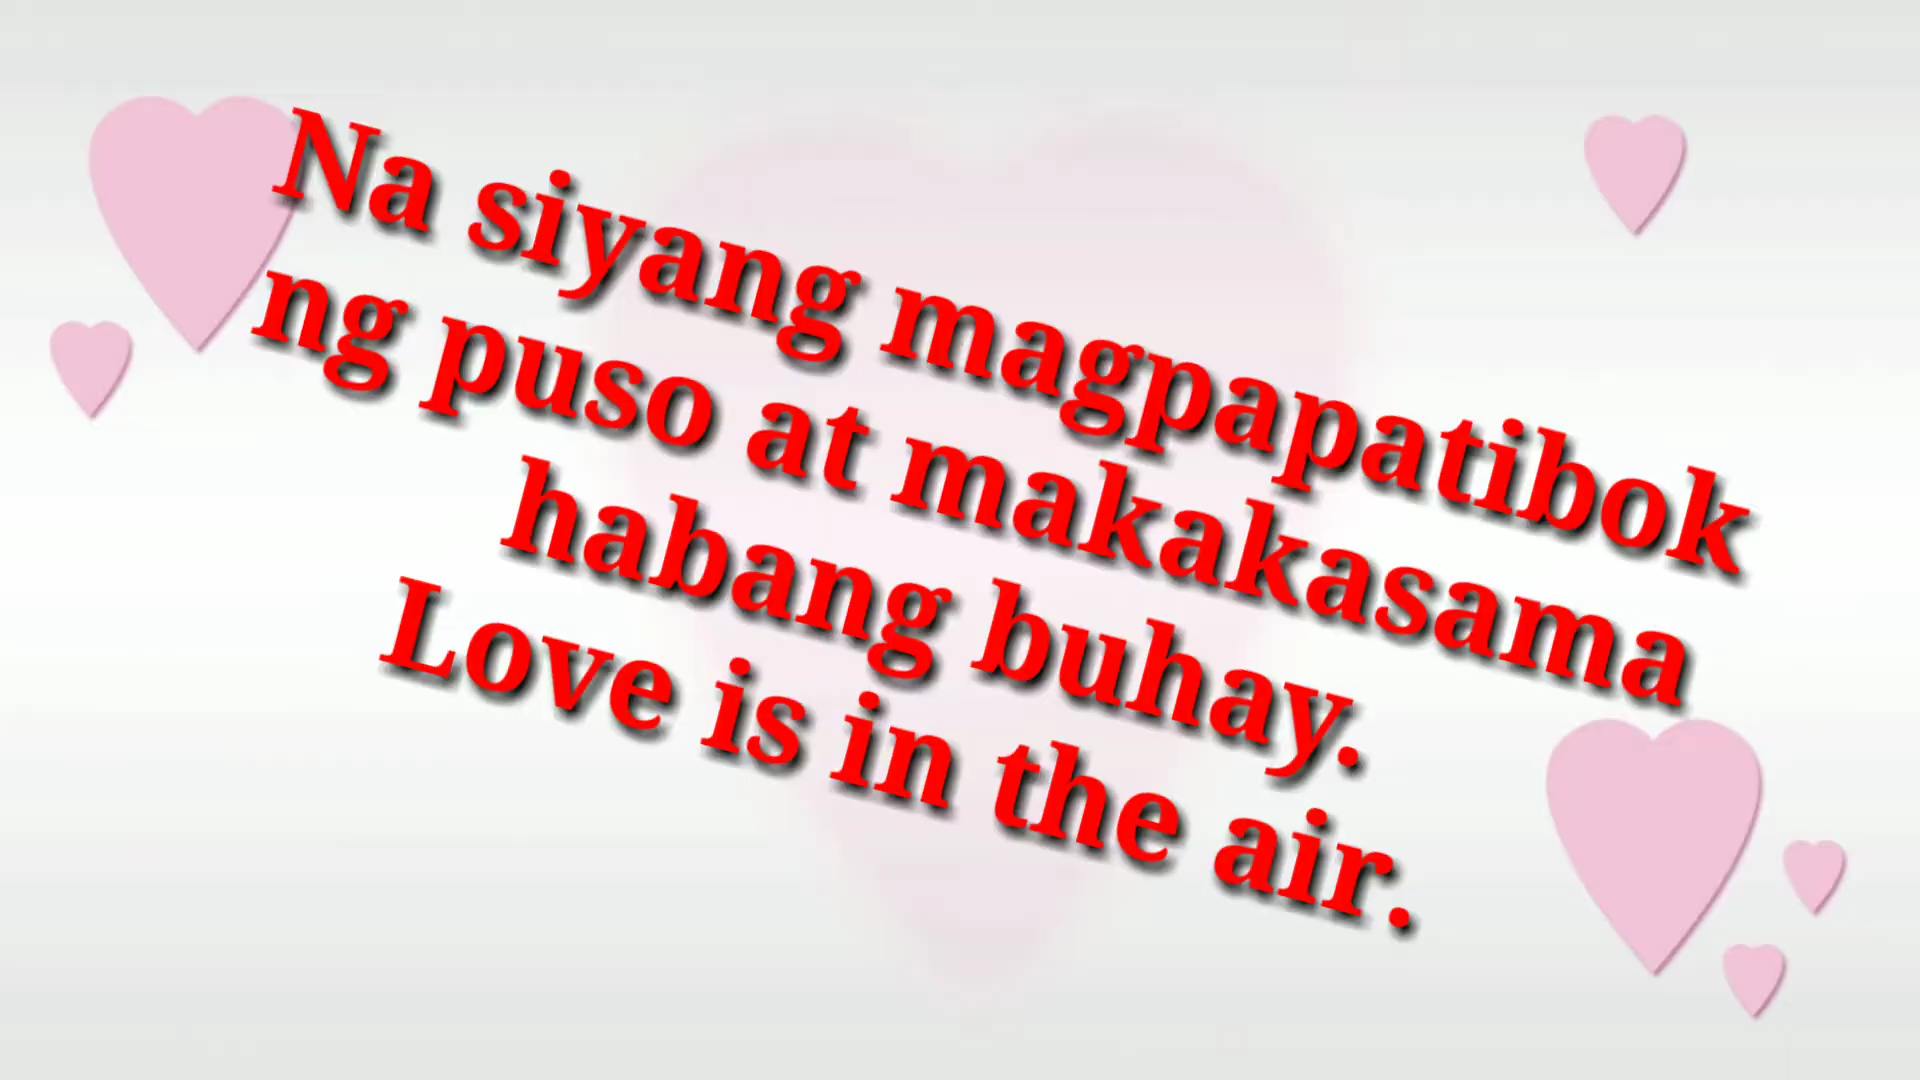 Na siyang magpapatibok
ng puso at makakasama
habang buhay.
Love is in the air.